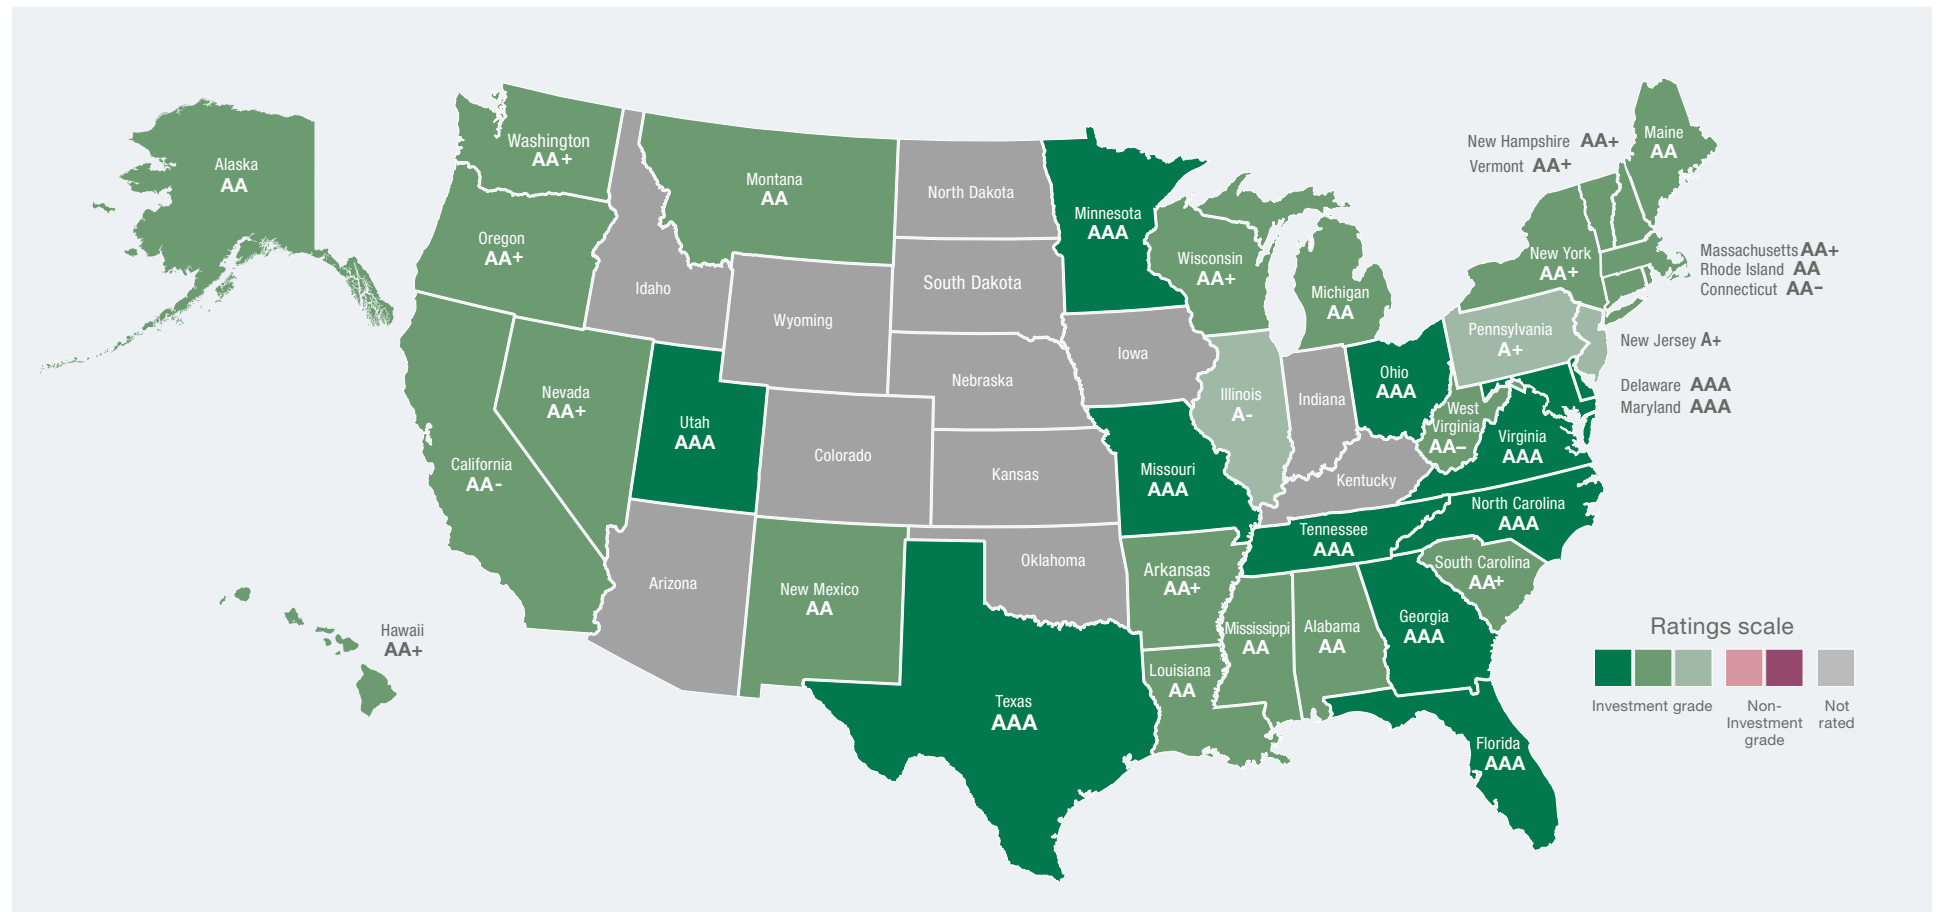 Alaska
AA
Washington
AA+
Oregon
AA+
California
AA-
Nevada
AA+
Idaho
Montana
AA
Wyoming
Utah
AAA
Colorado
Arizona
New Mexico
AA
North Dakota
South Dakota
Nebraska
Kansas
Oklahoma
Texas
AAA
Minnesota
AAA
Iowa
Missouri
AAA
Arkansas
AA+
Louisiana
AA
Wisconsin
AA+
Illinois
A-
Michigan
AA
Indiana
Ohio
AAA
Kentucky
Tennessee
AAA
Mississippi
AA
Alabama
AA
Georgia
AAA
Florida
AAA
South Carolina
AA+
North Carolina
AAA
Virginia
AAA
West
Virginia
AA–
Pennsylvania
A+
New York
AA+
Maine
AA
New Hampshire AA+
Vermont AA+
Massachusetts AA+
Rhode Island AA
Connecticut AA–
New Jersey A+
Delaware AAA
Maryland AAA
Hawaii
AA+
Ratings scale
Investment grade
Non-
Investment
grade
Not
rated